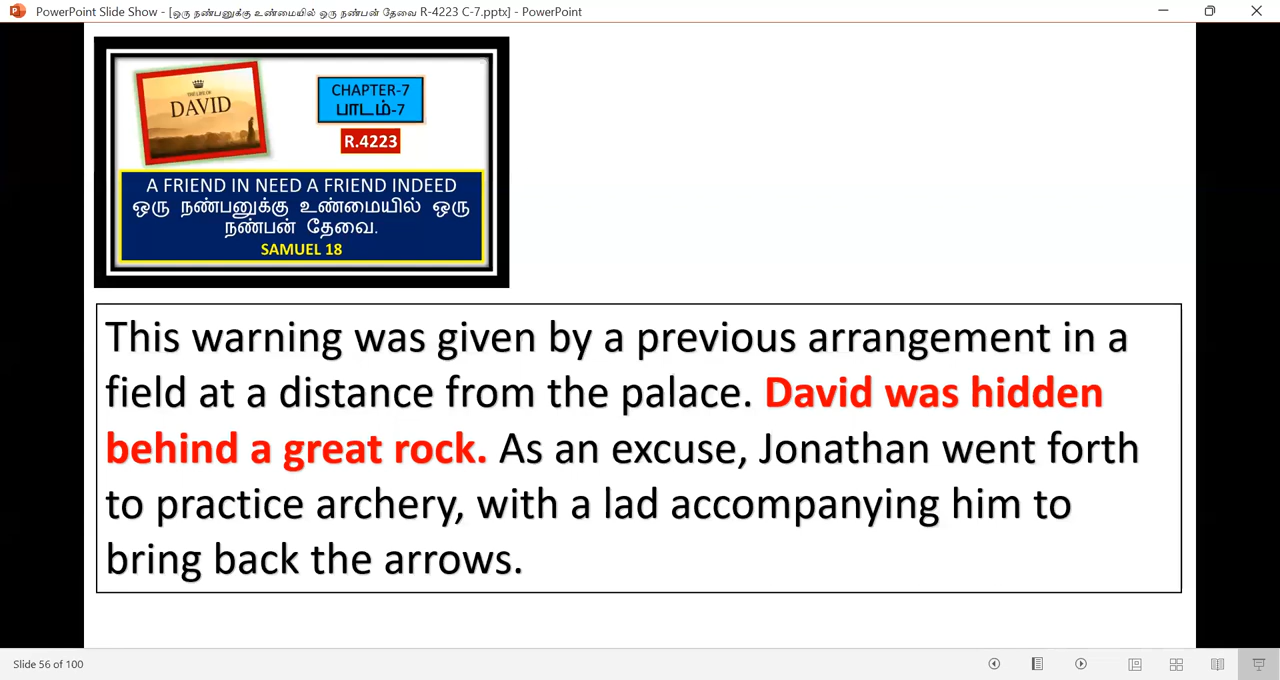 PowerPoint Slide Show - [ஒரு நண்பனுக்கு உண்மையில் ஒரு நண்பன் தேவை R-4223 C-7.pptx] - PowerPoint
THE LIFE OF
DAVID
CHAPTER-7
பாடம்-7
R.4223
A FRIEND IN NEED A FRIEND INDEED
ஒரு நண்பனுக்கு உண்மையில் ஒரு
நண்பன் தேவை.
SAMUEL 18
This warning was given by a previous arrangement in a
field at a distance from the palace. David was hidden
behind a great rock. As an excuse, Jonathan went forth
to practice archery, with a lad accompanying him to
bring back the arrows.
Slide 56 of 100